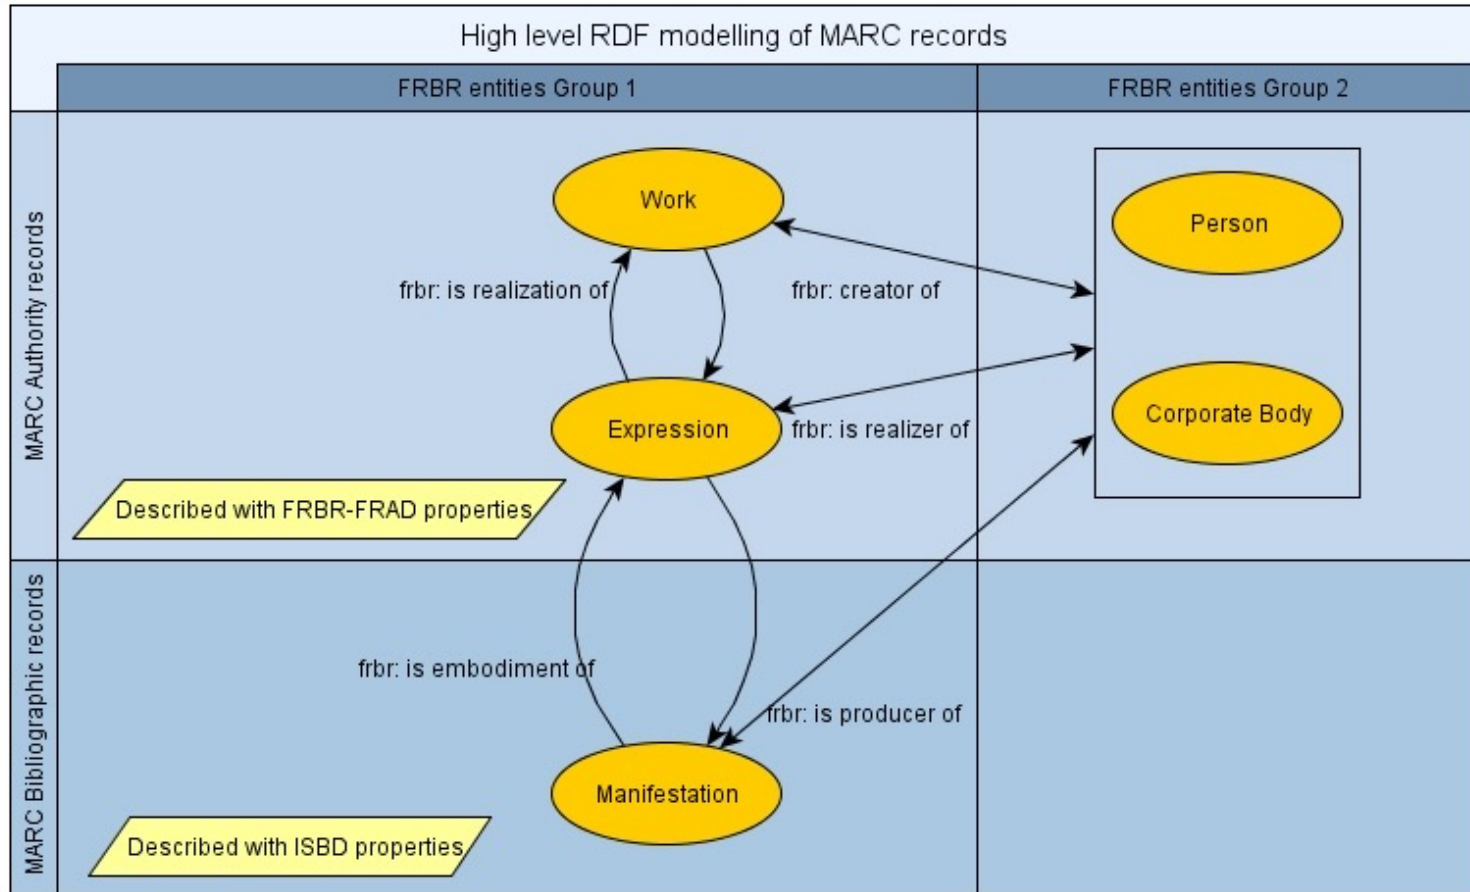 High level RDF modelling of MARC records
FRBR entities Group 1
FRBR entities Group 2
MARC Authority records
Work
Person
frbr: is realization of
frbr: creator of
Expression
Corporate Body
frbr: is realizer of
Described with FRBR-FRAD properties
MARC Bibliographic records
frbr: is embodiment of
frbr: is producer of
Manifestation
Described with ISBD properties